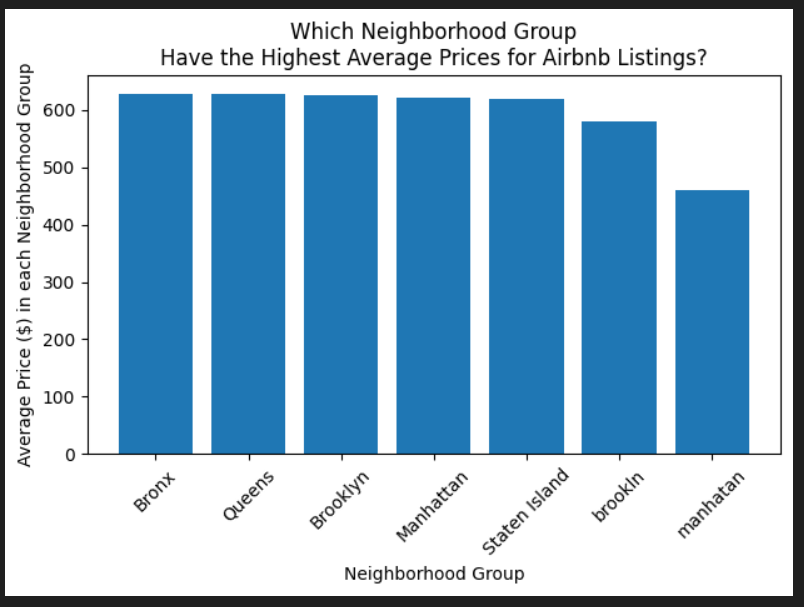 Which Neighborhood Group
Have the Highest Average Prices for Airbnb Listings?
Average Price ($) in each Neighborhood Group
600
500
400
300
200
100
0
Bronx
Queens
Brooklyn
Manhattan
Staten Island
brookln
manhatan
Neighborhood Group